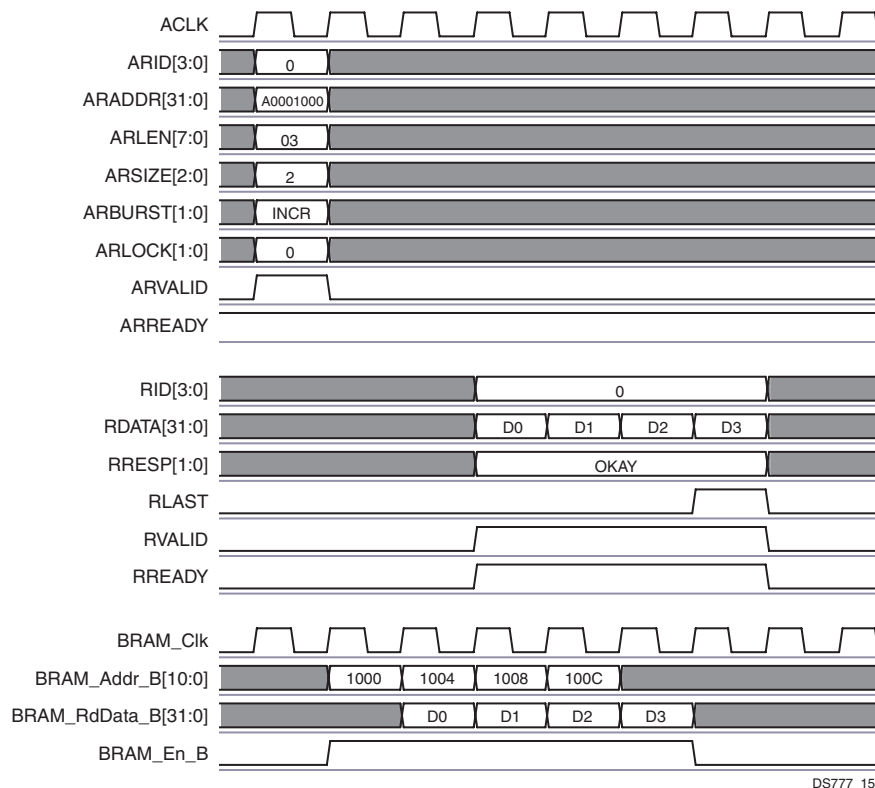 ACLK
ARID[3:0] 0
ARADDR[31:0] A0001000
ARLEN[7:0] 03
ARSIZE[2:0] 2
ARBURST[1:0] INCR
ARLOCK[1:0] 0
ARVALID
ARREADY
RID[3:0] 0
RDATA[31:0] D0 D1 D2 D3
RRESP[1:0] OKAY
RLAST
RVALID
RREADY
BRAM_Clk
BRAM_Addr_B[10:0] 1000 1004 1008 100C
BRAM_RdData_B[31:0] D0 D1 D2 D3
BRAM_En_B
DS777_15